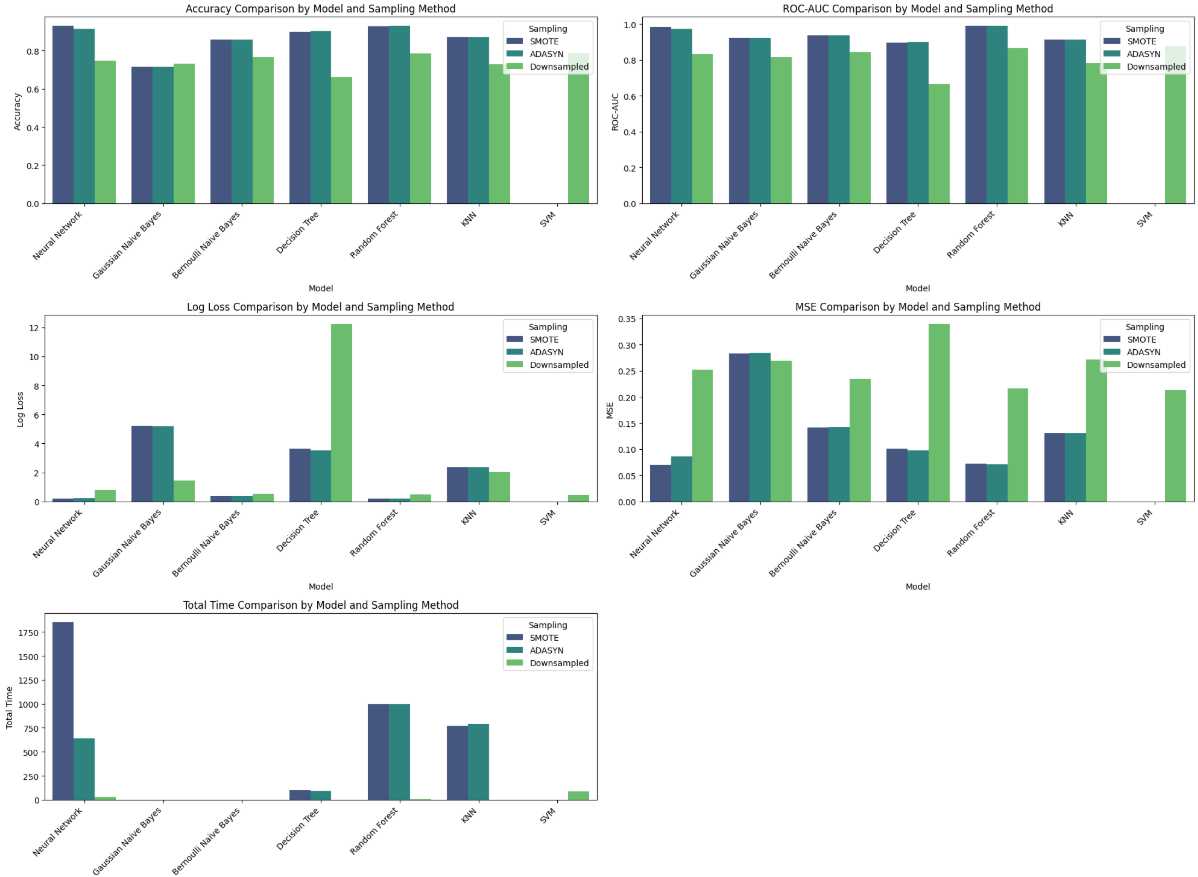 Accuracy Comparison by Model and Sampling Method
Accuracy
0.8
0.6
0.4
0.2
0.0
Sampling
SMOTE
ADASYN
Downsampled
Neural Network
Gaussian Naive Bayes
Bernoulli Naive Bayes
Decision Tree
Random Forest
KNN
SVM
Model
ROC-AUC Comparison by Model and Sampling Method
ROC-AUC
1.0
0.8
0.6
0.4
0.2
0.0
Sampling
SMOTE
ADASYN
Downsampled
Neural Network
Gaussian Naive Bayes
Bernoulli Naive Bayes
Decision Tree
Random Forest
KNN
SVM
Model
Log Loss Comparison by Model and Sampling Method
Log Loss
12
10
8
6
4
2
0
Sampling
SMOTE
ADASYN
Downsampled
Neural Network
Gaussian Naive Bayes
Bernoulli Naive Bayes
Decision Tree
Random Forest
KNN
SVM
Model
MSE Comparison by Model and Sampling Method
MSE
0.35
0.30
0.25
0.20
0.15
0.10
0.05
0.00
Sampling
SMOTE
ADASYN
Downsampled
Neural Network
Gaussian Naive Bayes
Bernoulli Naive Bayes
Decision Tree
Random Forest
KNN
SVM
Model
Total Time Comparison by Model and Sampling Method
Total Time
1750
1500
1250
1000
750
500
250
0
Sampling
SMOTE
ADASYN
Downsampled
Neural Network
Gaussian Naive Bayes
Bernoulli Naive Bayes
Decision Tree
Random Forest
KNN
SVM